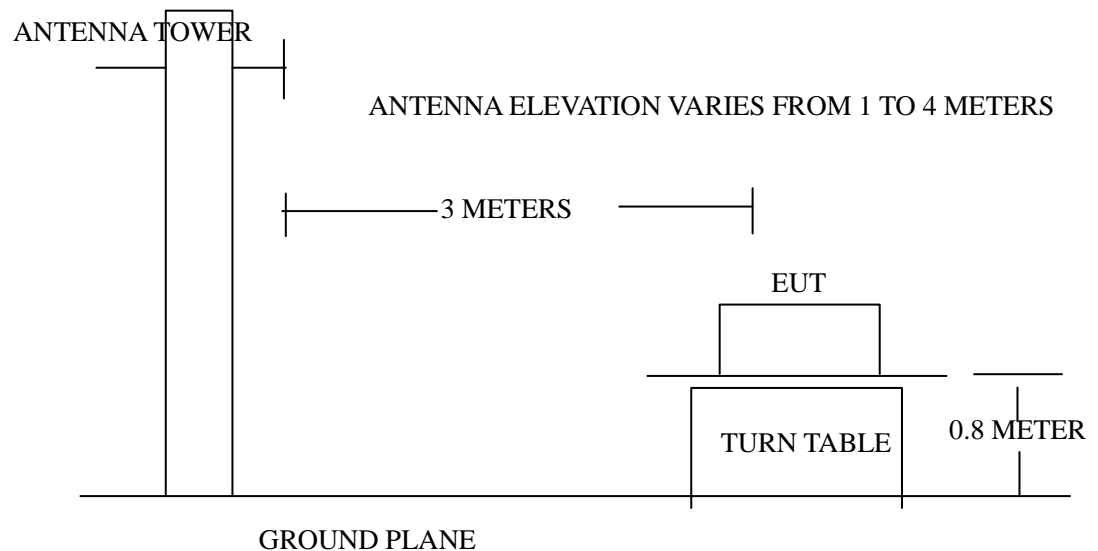 ANTENNA TOWER
ANTENNA ELEVATION VARIES FROM 1 TO 4 METERS
3 METERS
EUT
0.8 METER
TURN TABLE
GROUND PLANE